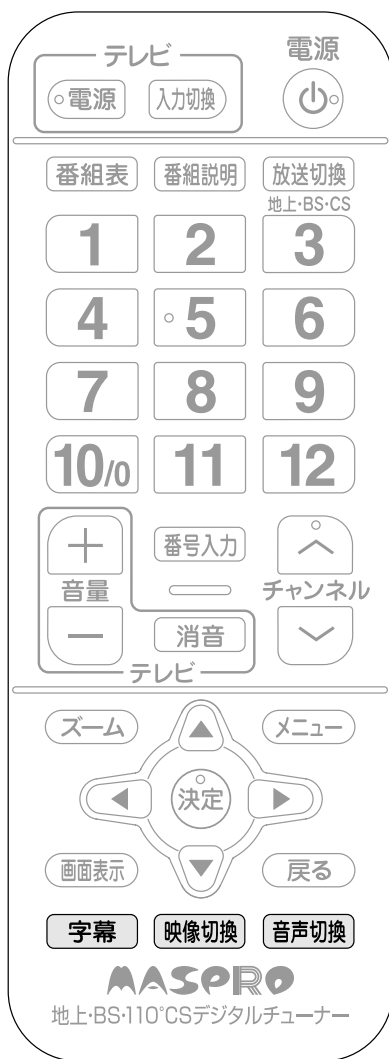 テレビ 電源
電源 入力切換
番組表 番組説明 放送切換
地上・BS・CS
1 2 3
4 5 6
7 8 9
10/0 11 12
＋ 番号入力
音量 チャンネル
－ 消音
テレビ
ズーム メニュー
決定
画面表示 戻る
字幕 映像切換 音声切換
MASPRO
地上・BS・110°CSデジタルチューナー